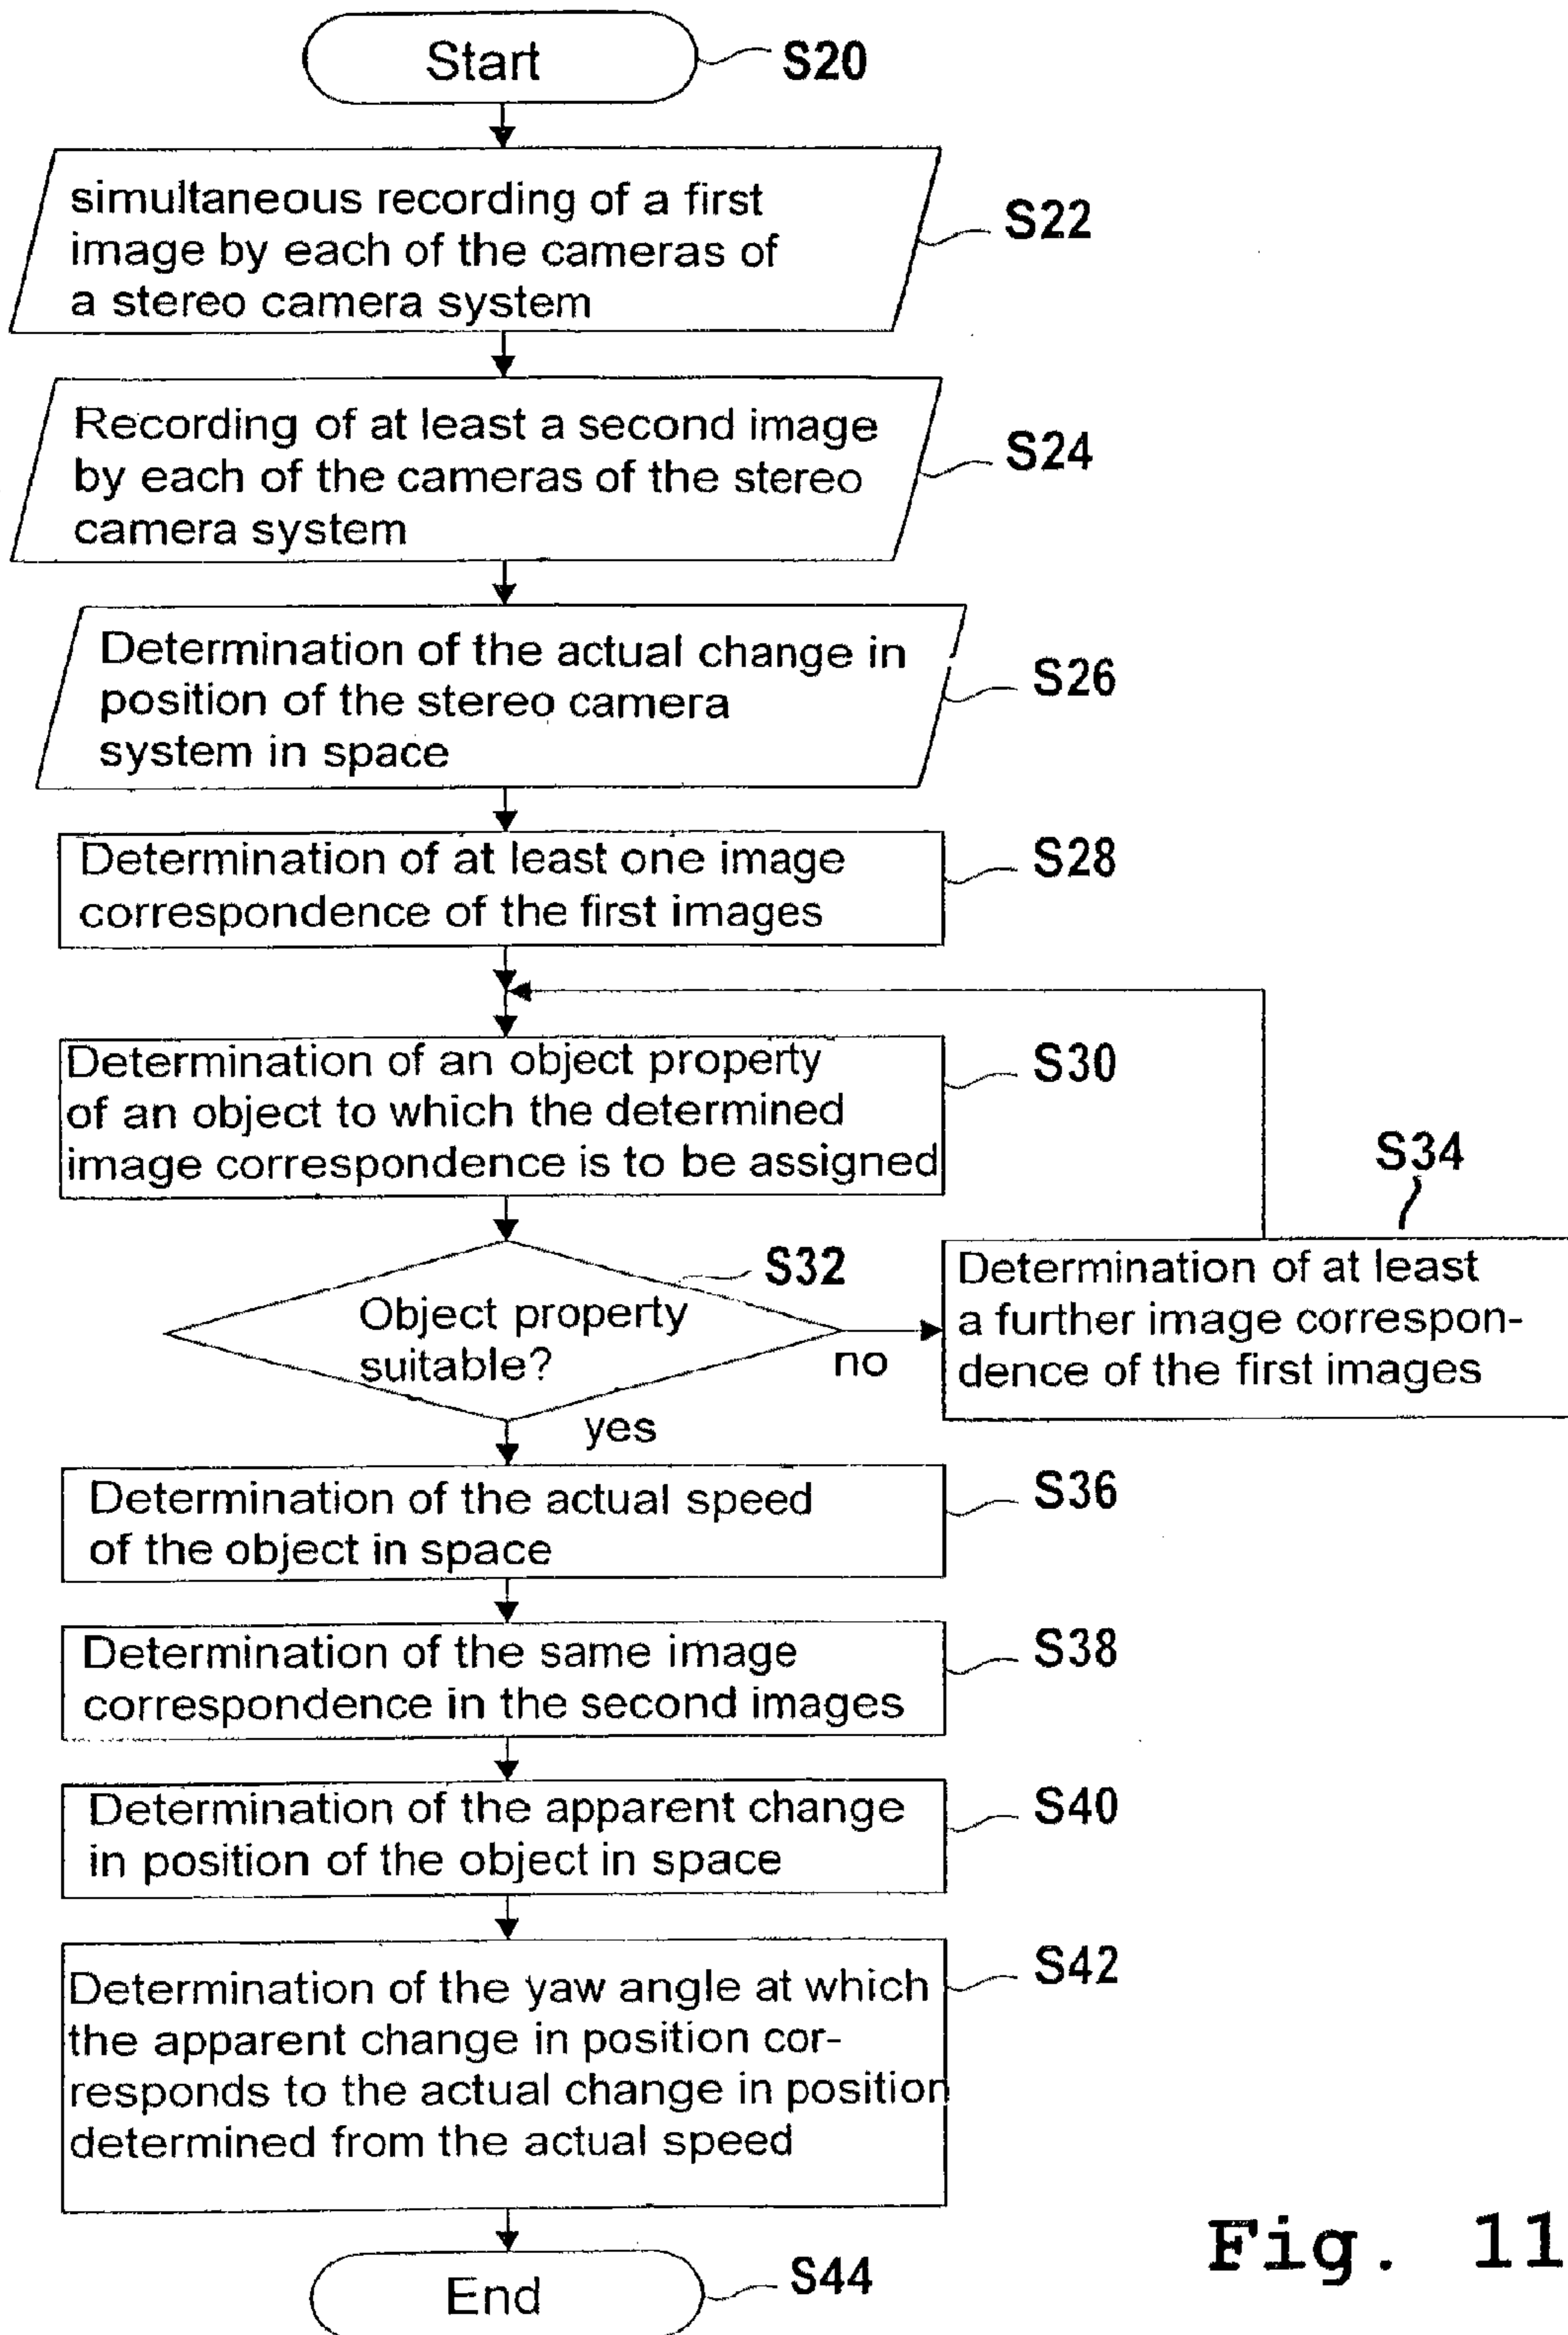 Start
S20
simultaneous recording of a first
image by each of the cameras of
a stereo camera system
S22
Recording of at least a second image
by each of the cameras of the stereo
camera system
S24
Determination of the actual change in
position of the stereo camera
system in space
S26
Determination of at least one image
correspondence of the first images
S28
Determination of an object property
of an object to which the determined
image correspondence is to be assigned
S30
Object property
suitable?
S32
no
yes
S34
Determination of at least
a further image correspon-
dence of the first images
Determination of the actual speed
of the object in space
S36
Determination of the same image
correspondence in the second images
S38
Determination of the apparent change
in position of the object in space
S40
Determination of the yaw angle at which
the apparent change in position cor-
responds to the actual change in position
determined from the actual speed
S42
End
S44
Fig. 11